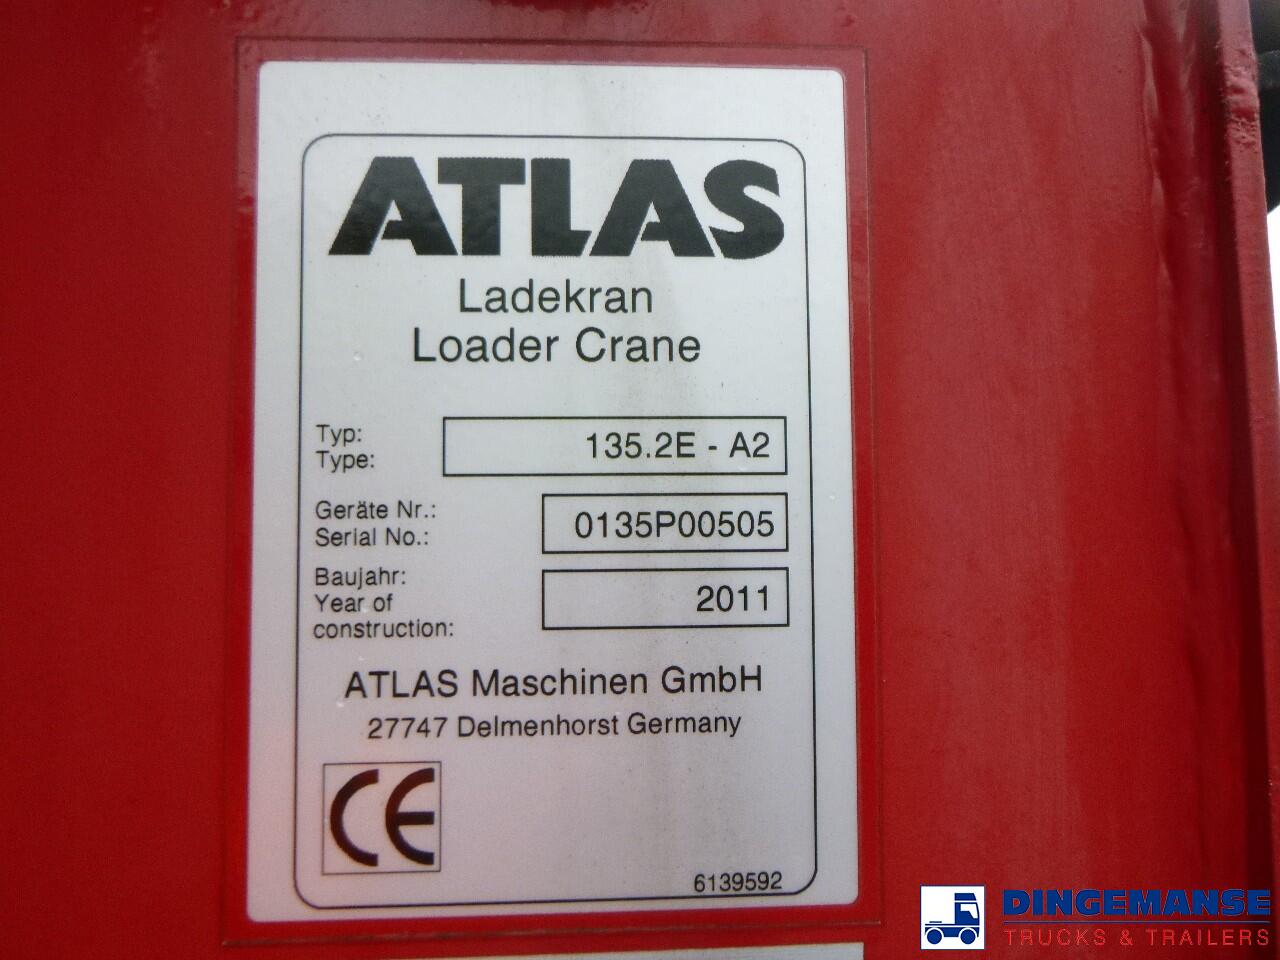 ATLAS
Ladekran
Loader Crane
Typ:
Type:
135.2E - A2
Geräte Nr.:
Serial No.:
0135P00505
Baujahr:
Year of
construction:
2011
ATLAS Maschinen GmbH
27747 Delmenhorst Germany
CE
6139592
DINGEMANSE
TRUCKS & TRAILERS